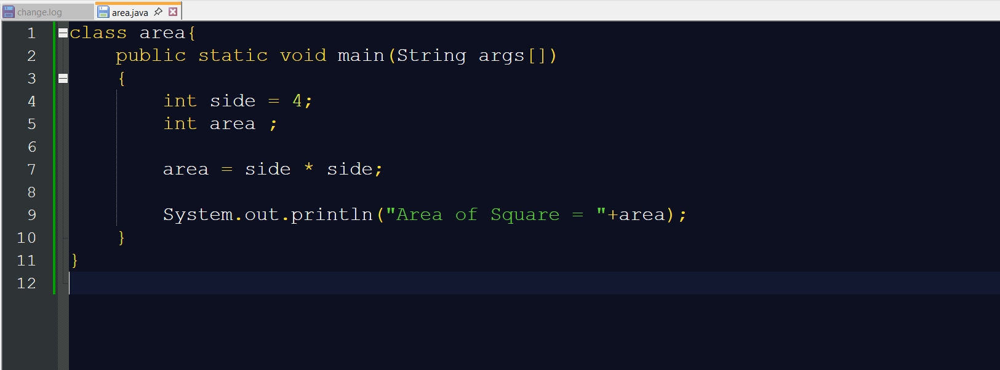 change.log area.java
1 class area{
2     public static void main(String args[])
3     {
4         int side = 4;
5         int area ;
6
7         area = side * side;
8
9         System.out.println("Area of Square = "+area);
10     }
11 }
12